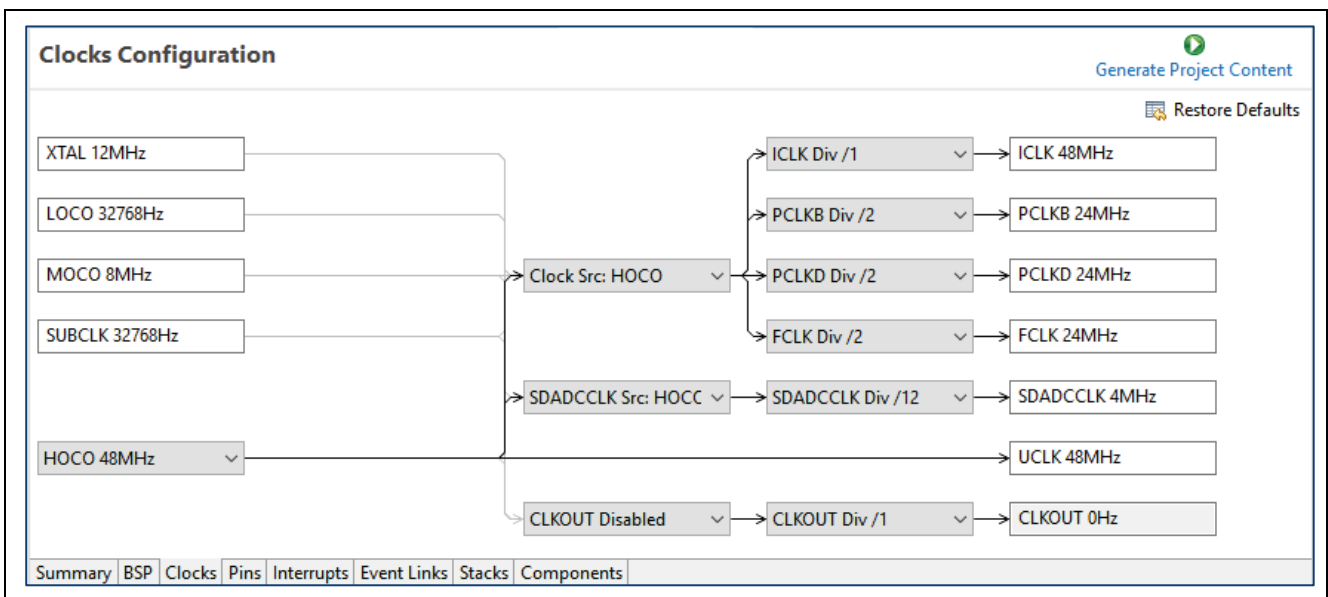 Clocks Configuration
Generate Project Content
Restore Defaults
XTAL 12MHz
ICLK Div /1
ICLK 48MHz
LOCO 32768Hz
PCLKB Div /2
PCLKB 24MHz
MOCO 8MHz
Clock Src: HOCO
PCLKD Div /2
PCLKD 24MHz
SUBCLK 32768Hz
FCLK Div /2
FCLK 24MHz
SDADCCLK Src: HOCC
SDADCCLK Div /12
SDADCCLK 4MHz
HOCO 48MHz
UCLK 48MHz
CLKOUT Disabled
CLKOUT Div /1
CLKOUT 0Hz
Summary BSP Clocks Pins Interrupts Event Links Stacks Components